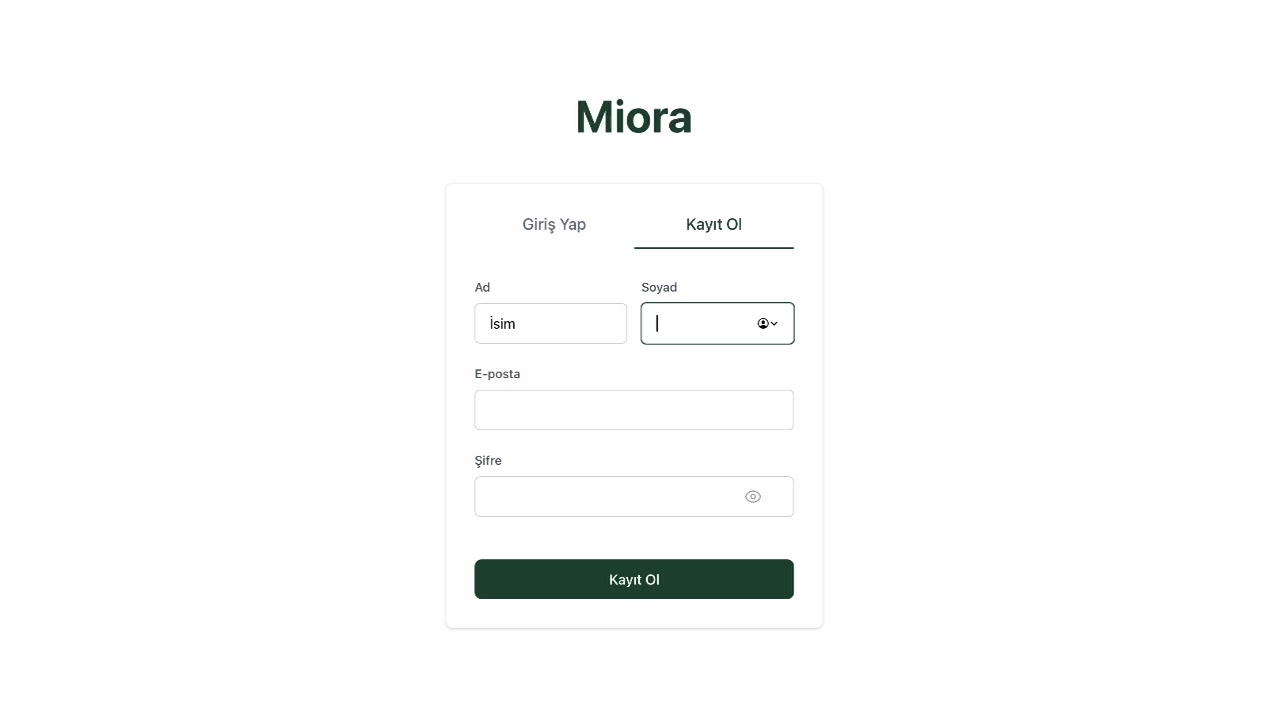 Miora
Giriş Yap
Kayıt Ol
Ad
Soyad
İsim
E-posta
Şifre
Kayıt Ol